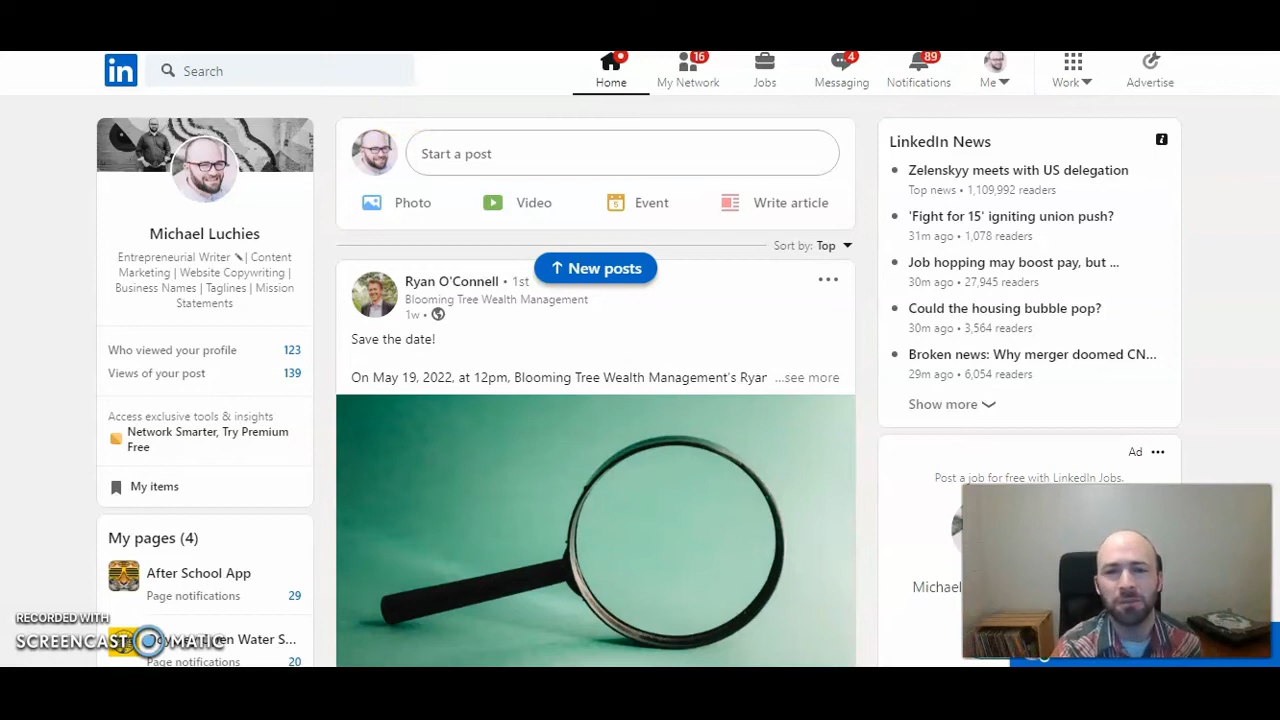 in
Search
16
4
89
Home
My Network
Jobs
Messaging
Notifications
Me
Work
Advertise
Michael Luchies
Entrepreneurial Writer ✎| Content
Marketing | Website Copywriting |
Business Names | Taglines | Mission
Statements
Who viewed your profile 123
Views of your post 139
Access exclusive tools & insights
Network Smarter, Try Premium
Free
My items
My pages (4)
After School App
Page notifications 29
Water S...
Page notifications 20
RECORDED WITH
SCREENCAST O MATIC
Start a post
Photo
Video
Event
Write article
Sort by: Top
↑ New posts
Ryan O'Connell • 1st
Blooming Tree Wealth Management
1w •
Save the date!
On May 19, 2022, at 12pm, Blooming Tree Wealth Management's Ryan ...see more
LinkedIn News
Zelenskyy meets with US delegation
Top news • 1,109,992 readers
'Fight for 15' igniting union push?
31m ago • 1,078 readers
Job hopping may boost pay, but ...
30m ago • 27,945 readers
Could the housing bubble pop?
30m ago • 3,564 readers
Broken news: Why merger doomed CN...
29m ago • 6,054 readers
Show more
Ad
Post a job for free with LinkedIn Jobs.
Michael